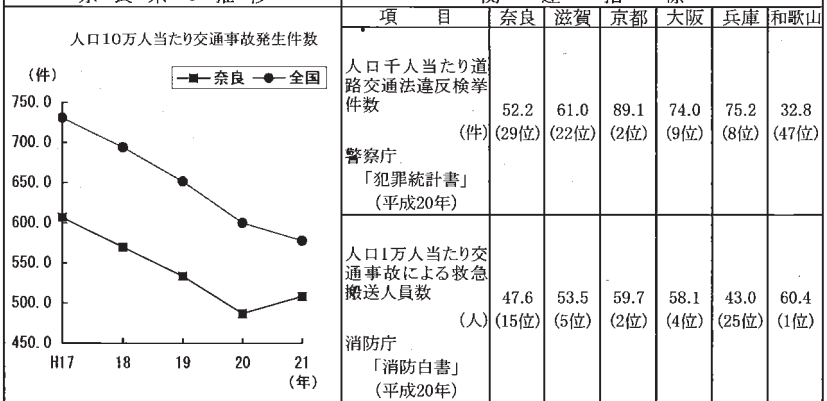 人口10万人当たり交通事故発生件数
(件)
奈良 全国
750.0
700.0
650.0
600.0
550.0
500.0
450.0
H17 18 19 20 21
(年)
項 目 奈良 滋賀 京都 大阪 兵庫 和歌山
人口千人当たり道
路交通法違反検挙
件数 52.2 61.0 89.1 74.0 75.2 32.8
(件) (29位) (22位) (2位) (9位) (8位) (47位)
警察庁
「犯罪統計書」
(平成20年)
人口1万人当たり交
通事故による救急
搬送人員数 47.6 53.5 59.7 58.1 43.0 60.4
(人) (15位) (5位) (2位) (4位) (25位) (1位)
消防庁
「消防白書」
(平成20年)